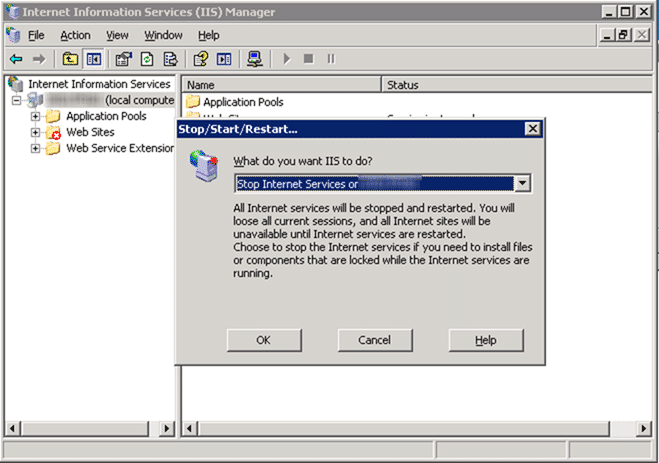 Internet Information Services (IIS) Manager
File Action View Window Help
Internet Information Services
(local compute
Application Pools
Web Sites
Web Service Extension
Name Status
Application Pools
Stop/Start/Restart...
What do you want IIS to do?
Stop Internet Services or
All Internet services will be stopped and restarted. You will
loose all current sessions, and all Internet sites will be
unavailable until Internet services are restarted.
Choose to stop the Internet services if you need to install files
or components that are locked while the Internet services are
running.
OK Cancel Help